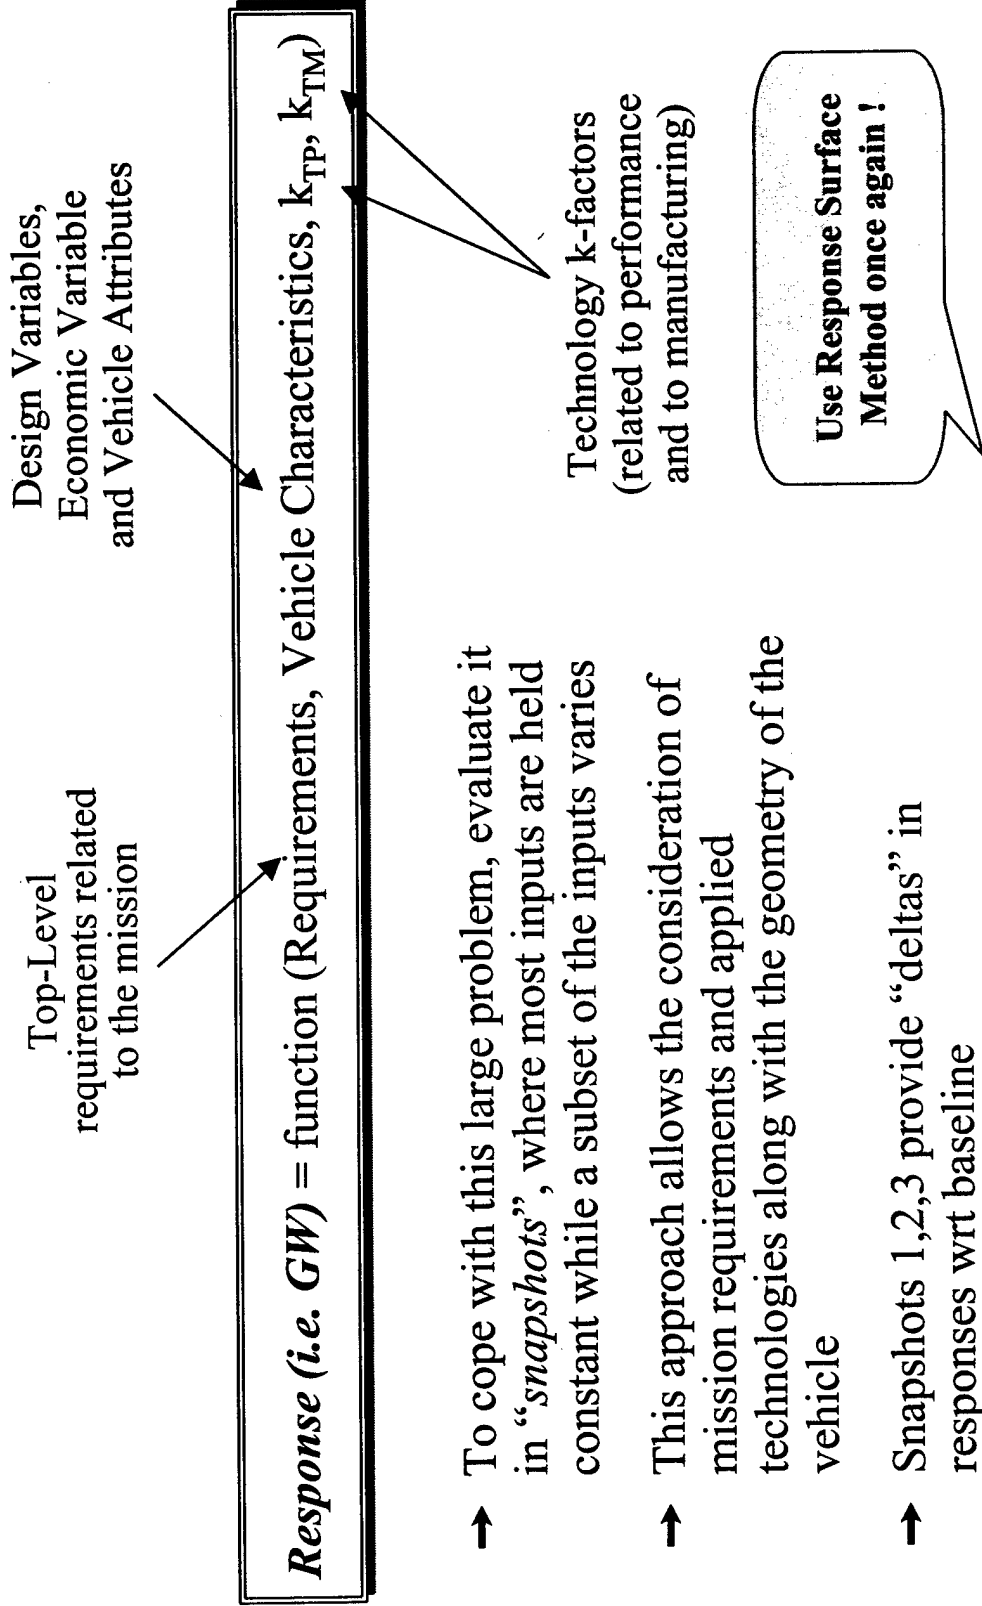 Top-Level
requirements related
to the mission
Design Variables,
Economic Variable
and Vehicle Attributes
Response (i.e. GW) = function (Requirements, Vehicle Characteristics, k_TP, k_TM)
Technology k-factors
(related to performance
and to manufacturing)
→ To cope with this large problem, evaluate it
in “snapshots”, where most inputs are held
constant while a subset of the inputs varies
→ This approach allows the consideration of
mission requirements and applied
technologies along with the geometry of the
vehicle
→ Snapshots 1,2,3 provide “deltas” in
responses wrt baseline
Use Response Surface
Method once again !